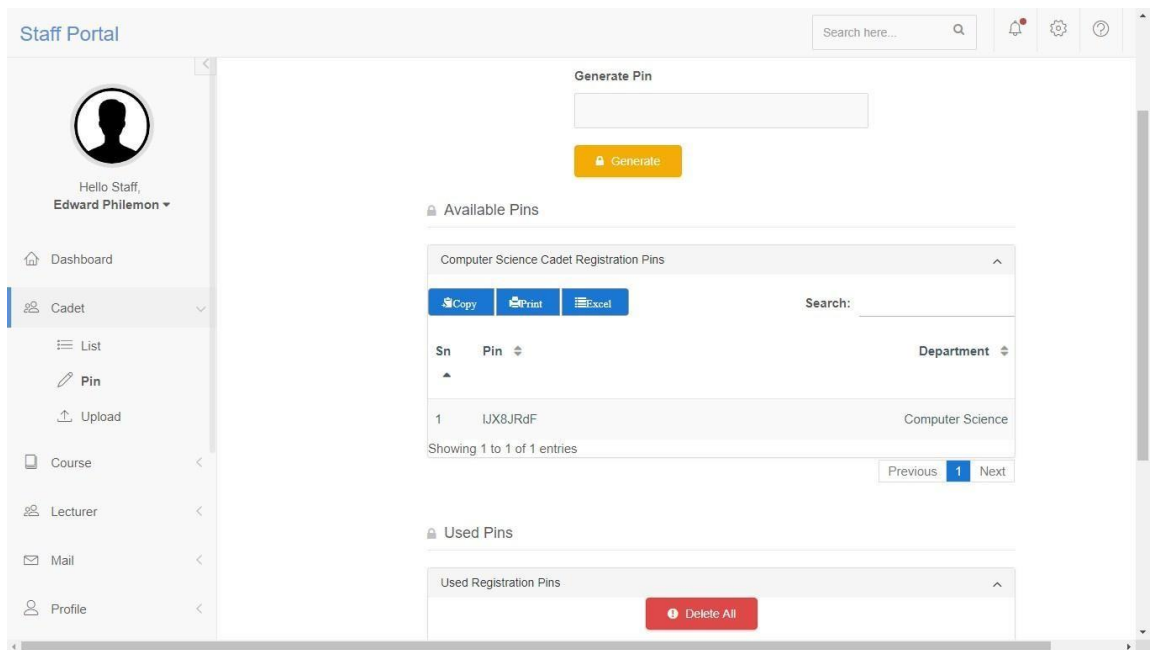 Staff Portal
Search here...
Hello Staff,
Edward Philemon
Dashboard
Cadet
List
Pin
Upload
Course
Lecturer
Mail
Profile
Generate Pin
Generate
Available Pins
Computer Science Cadet Registration Pins
Copy Print Excel Search:
Sn Pin Department
1 Computer Science
Showing 1 to 1 of 1 entries
Previous 1 Next
Used Pins
Used Registration Pins
Delete All